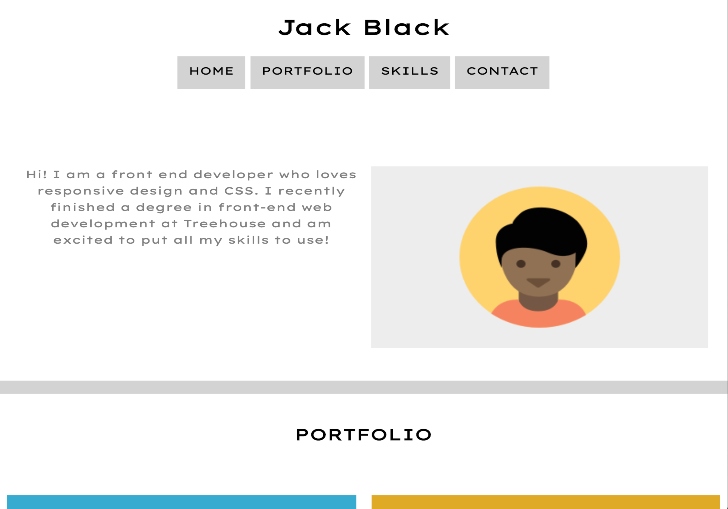 Jack Black
HOME PORTFOLIO SKILLS CONTACT
Hi! I am a front end developer who loves
responsive design and CSS. I recently
finished a degree in front-end web
development at Treehouse and am
excited to put all my skills to use!
PORTFOLIO